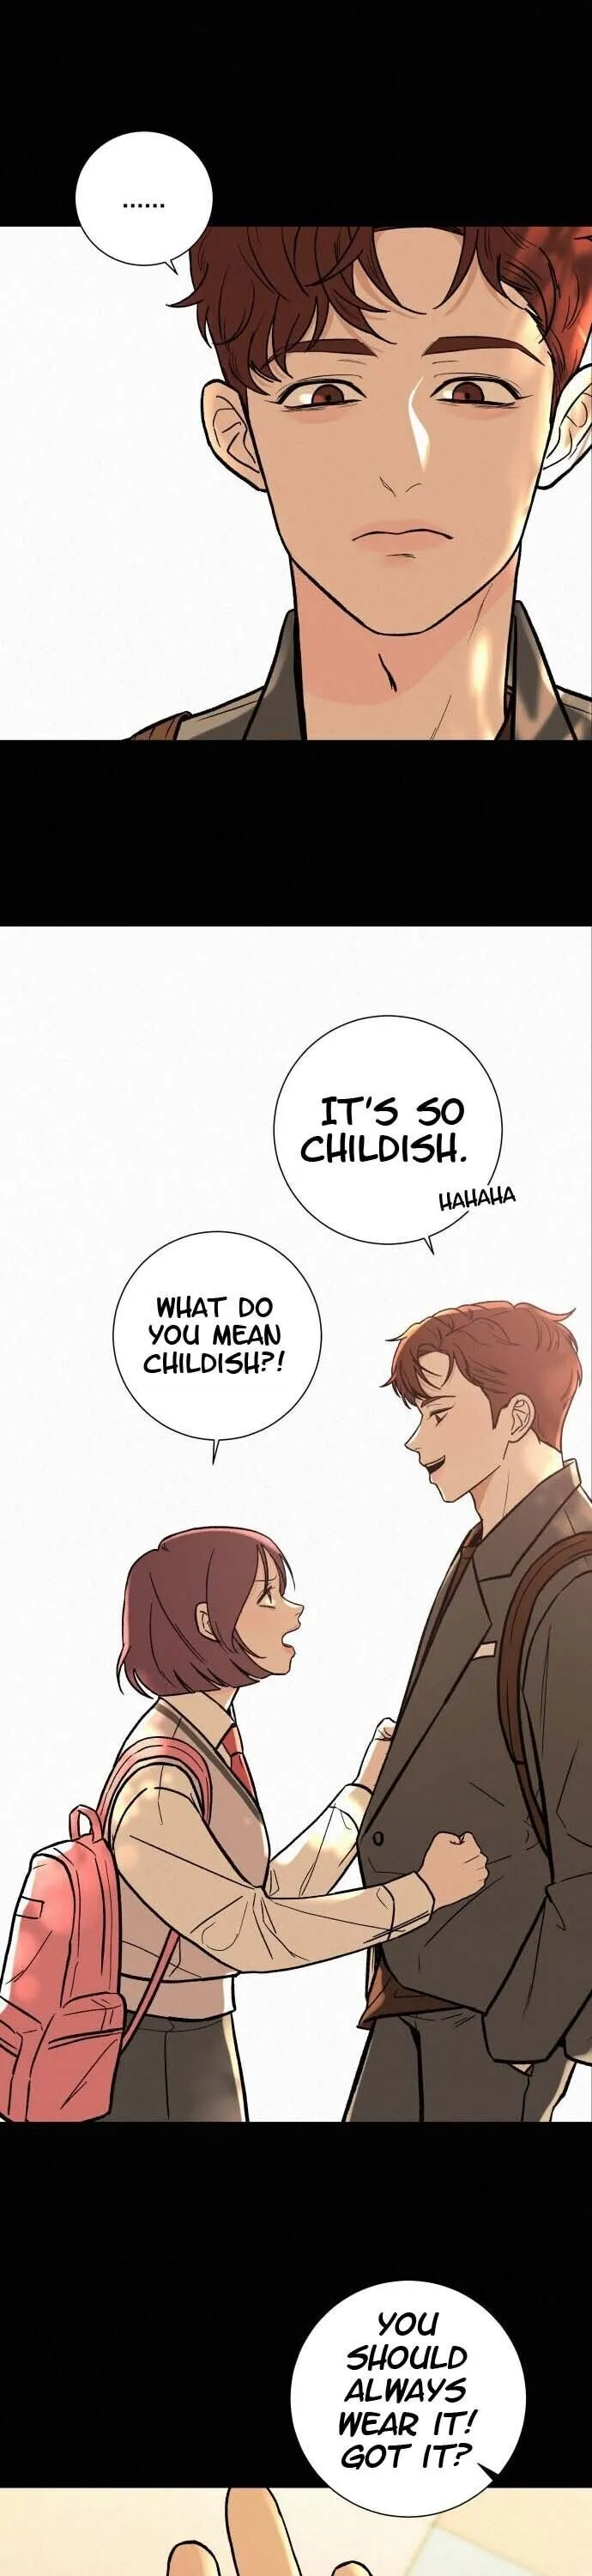 ......
IT'S SO
CHILDISH.
HAHAHA
WHAT DO
YOU MEAN
CHILDISH?!
YOU
SHOULD
ALWAYS
WEAR IT!
GOT IT?